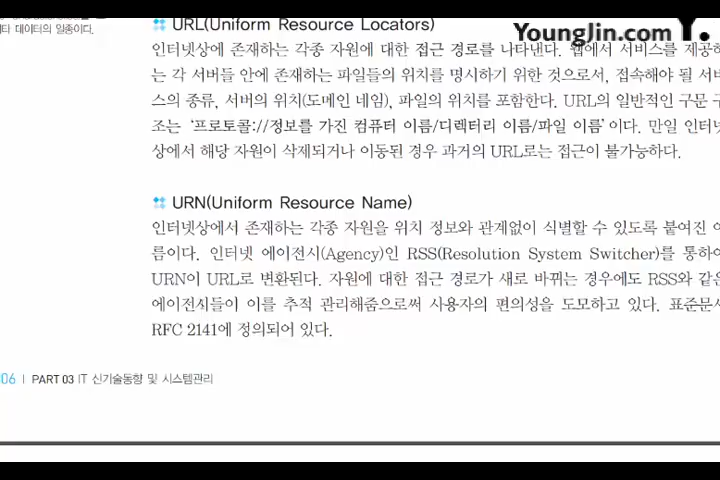 URL(Uniform Resource Locators)
YoungJin.com Y.
타 데이터의 일종이다.
인터넷상에 존재하는 각종 자원에 대한 접근 경로를 나타낸다. 웹에서 서비스를 제공하
는 각 서버들 안에 존재하는 파일들의 위치를 명시하기 위한 것으로서, 접속해야 될 서비
스의 종류, 서버의 위치(도메인 네임), 파일의 위치를 포함한다. URL의 일반적인 구문 구
조는 '프로토콜://정보를 가진 컴퓨터 이름/디렉터리 이름/파일 이름'이다. 만일 인터넷
상에서 해당 자원이 삭제되거나 이동된 경우 과거의 URL로는 접근이 불가능하다.
URN(Uniform Resource Name)
인터넷상에서 존재하는 각종 자원을 위치 정보와 관계없이 식별할 수 있도록 붙여진 이
름이다. 인터넷 에이전시(Agency)인 RSS(Resolution System Switcher)를 통하여
URN이 URL로 변환된다. 자원에 대한 접근 경로가 새로 바뀌는 경우에도 RSS와 같은
에이전시들이 이를 추적 관리해줌으로써 사용자의 편의성을 도모하고 있다. 표준문서
RFC 2141에 정의되어 있다.
06 | PART 03 IT 신기술동향 및 시스템관리